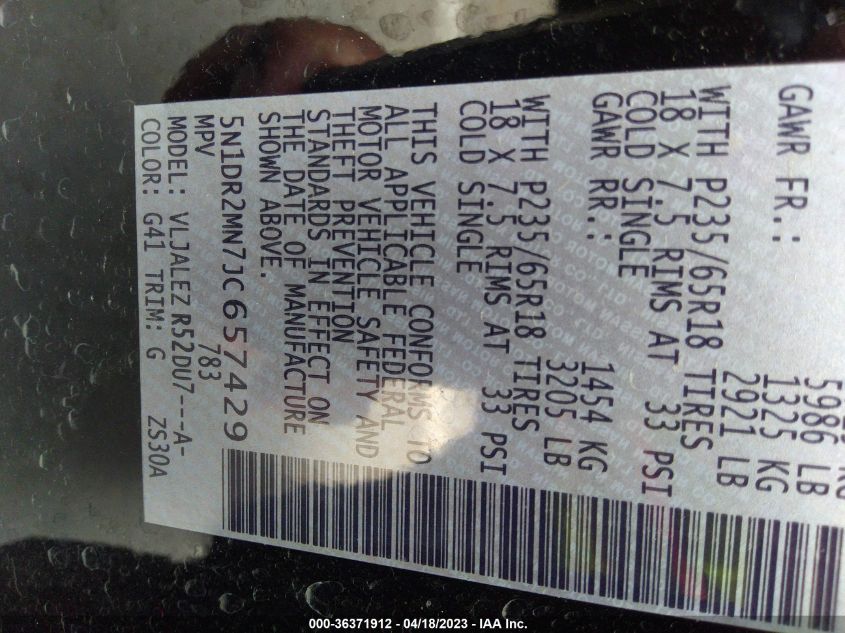 5986 LB
GAWR FR.: 1325 KG
2921 LB
WITH P235/65R18 TIRES
18 X 7.5 RIMS AT 33 PSI
COLD SINGLE
GAWR RR.: 1454 KG
3205 LB
WITH P235/65R18 TIRES
18 X 7.5 RIMS AT 33 PSI
COLD SINGLE
THIS VEHICLE CONFORMS TO
ALL APPLICABLE FEDERAL
MOTOR VEHICLE SAFETY AND
THEFT PREVENTION
STANDARDS IN EFFECT ON
THE DATE OF MANUFACTURE
SHOWN ABOVE.
5N1DR2MN7JC657429
MPV 783
MODEL: VLJALEZ R52DU7---A-
COLOR: G41 TRIM: G ZS30A
000-36371912 - 04/18/2023 - IAA Inc.